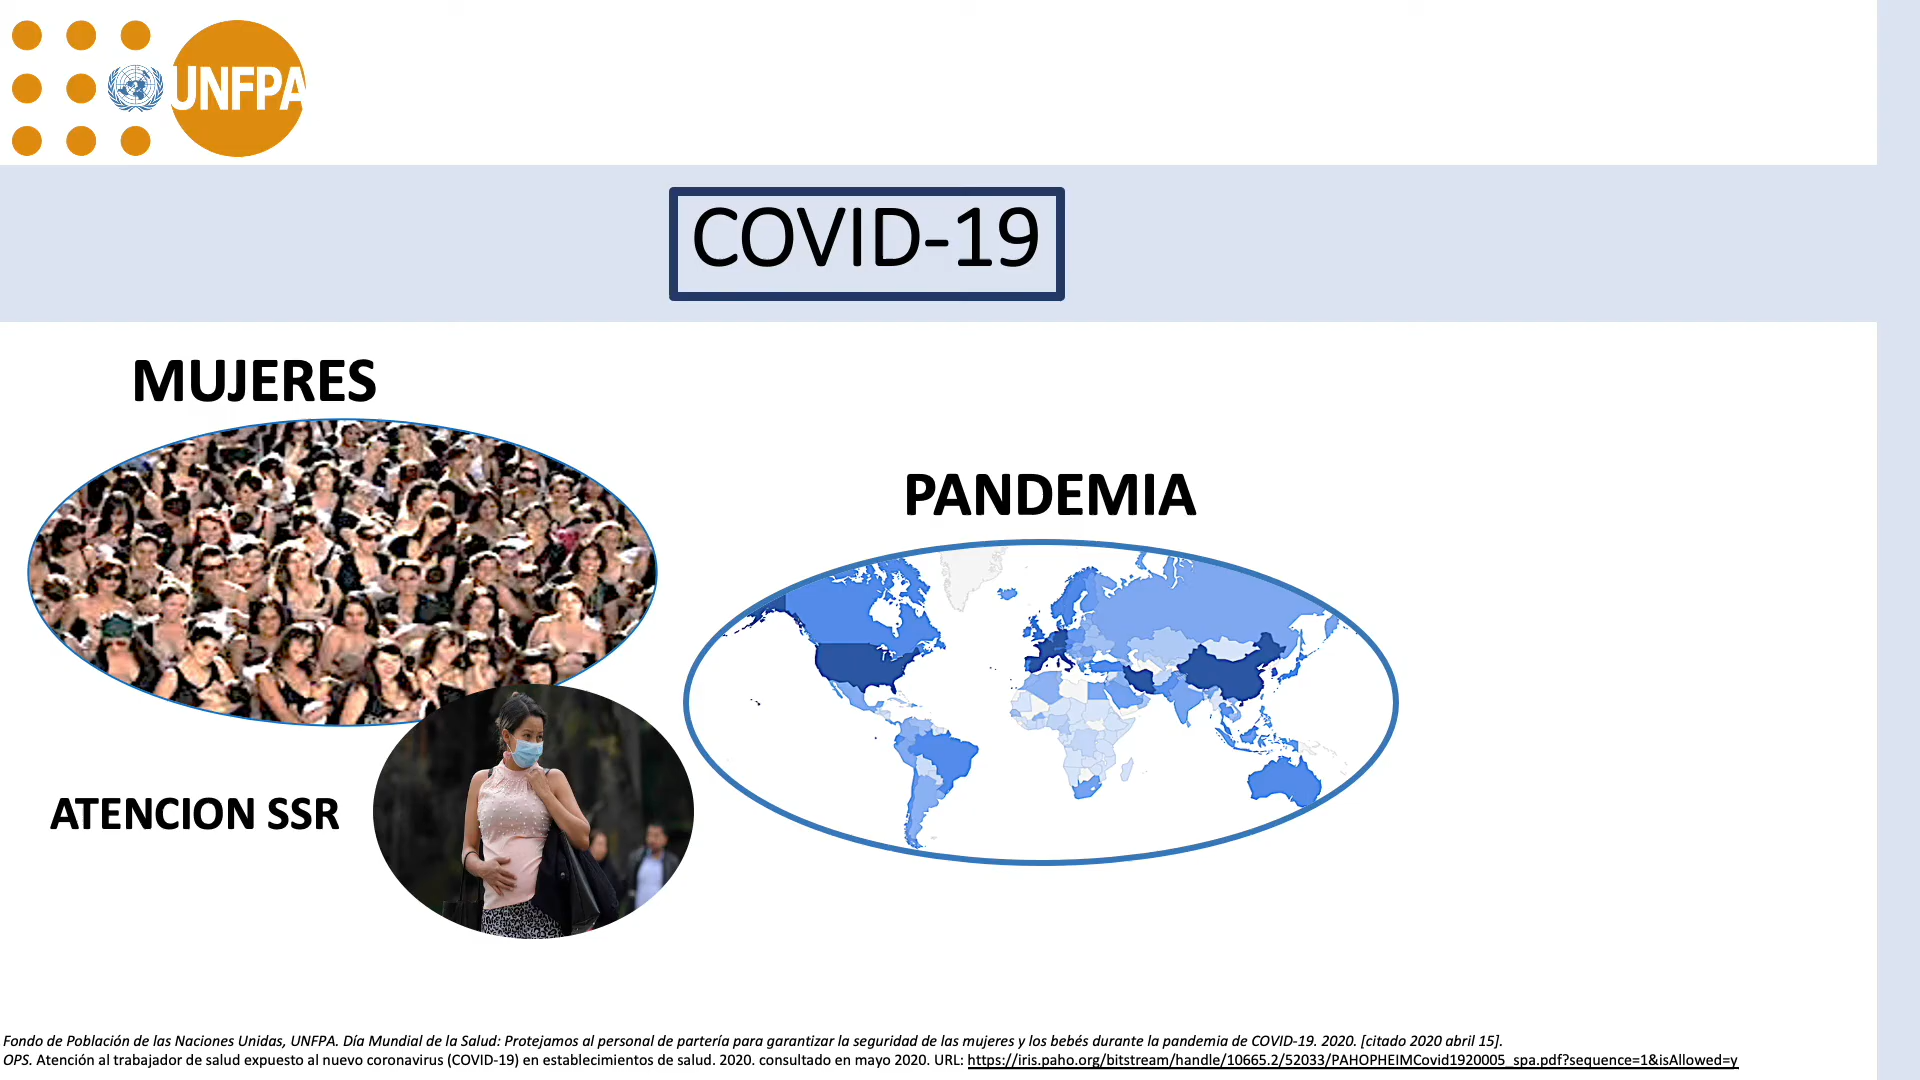 UNFPA
COVID-19
MUJERES
PANDEMIA
ATENCION SSR
Fondo de Población de las Naciones Unidas, UNFPA. Día Mundial de la Salud: Protejamos al personal de partería para garantizar la seguridad de las mujeres y los bebés durante la pandemia de COVID-19. 2020. [citado 2020 abril 15].
OPS. Atención al trabajador de salud expuesto al nuevo coronavirus (COVID-19) en establecimientos de salud. 2020. consultado en mayo 2020. URL: https://iris.paho.org/bitstream/handle/10665.2/52033/PAHOPHEIMCovid1920005_spa.pdf?sequence=1&isAllowed=y